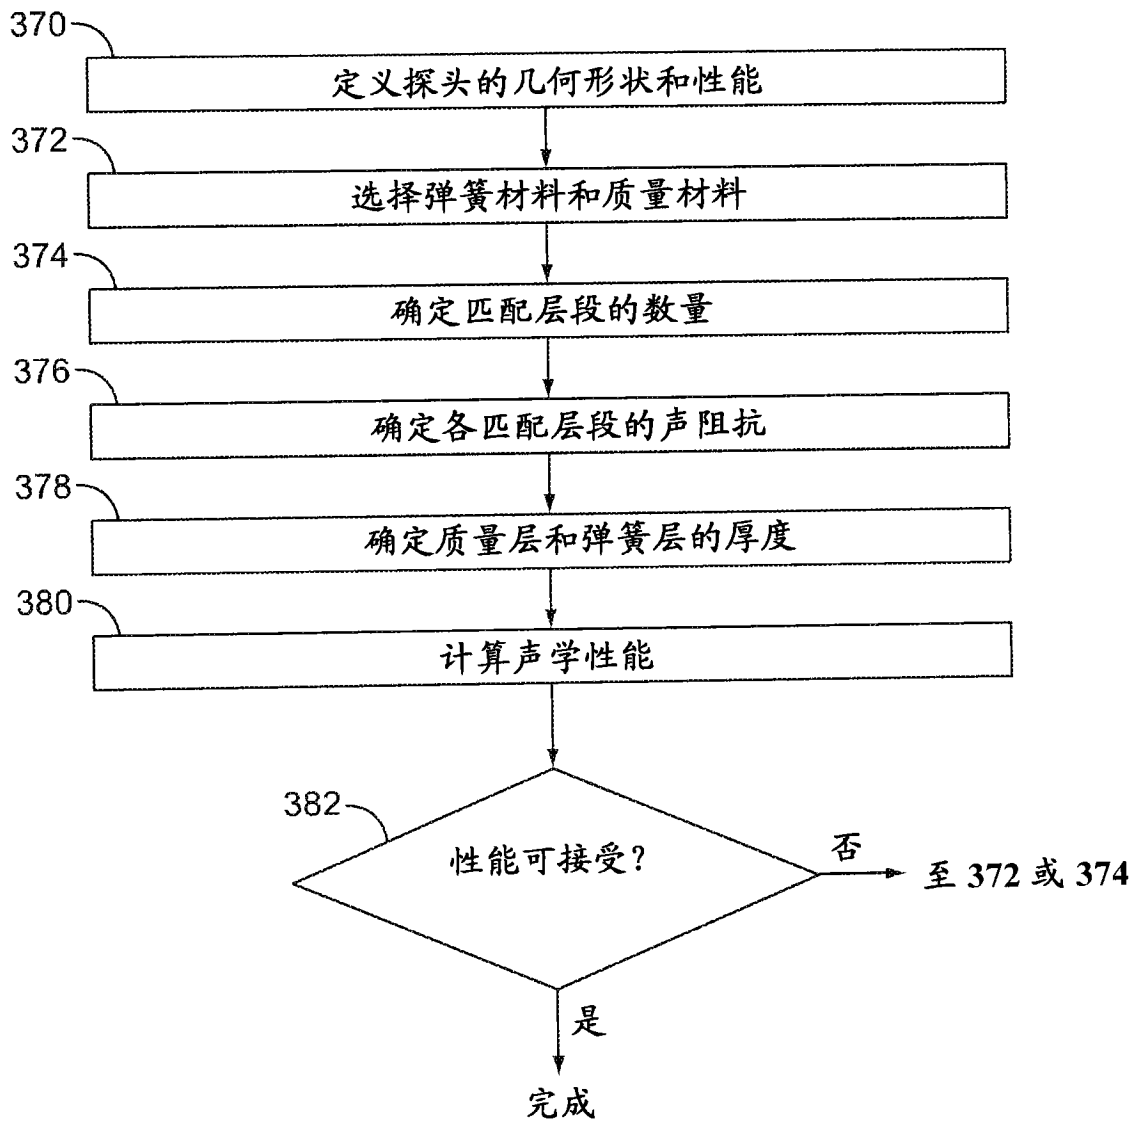 370
定义探头的几何形状和性能
372
选择弹簧材料和质量材料
374
确定匹配层段的数量
376
确定各匹配层段的声阻抗
378
确定质量层和弹簧层的厚度
380
计算声学性能
382
性能可接受?
否
至 372 或 374
是
完成